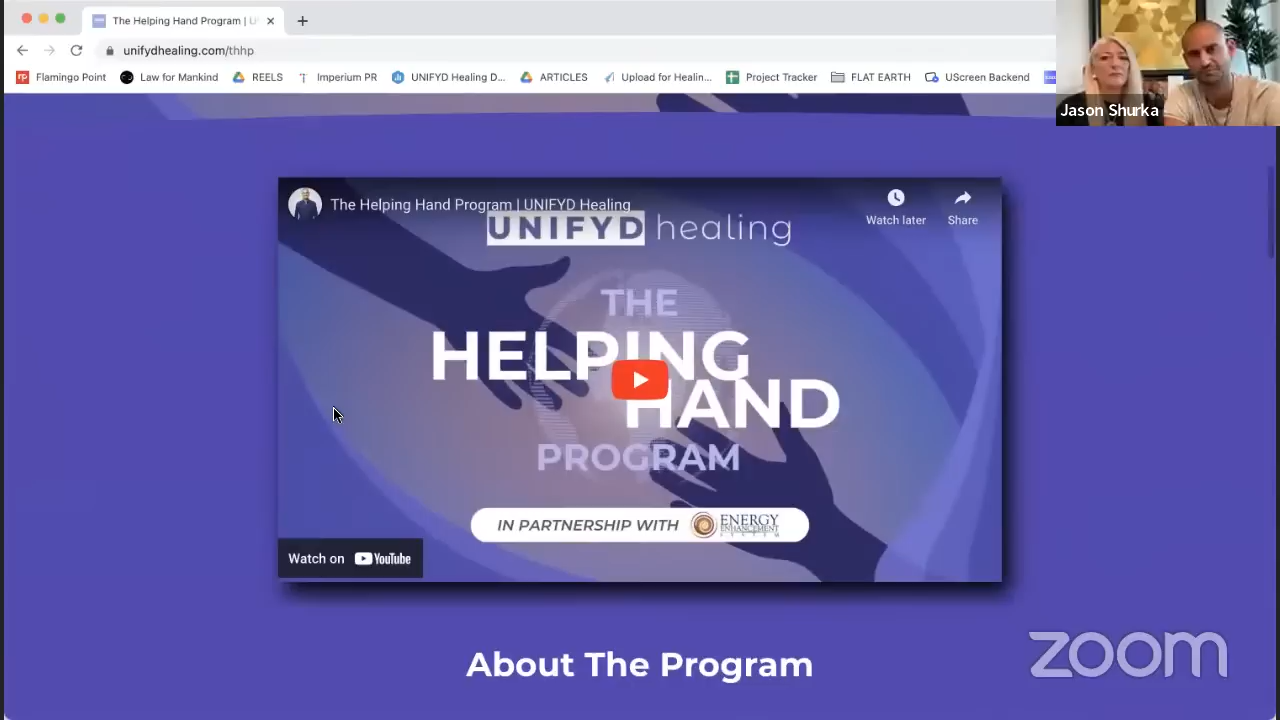 The Helping Hand Program | U
unifydhealing.com/thhp
Flamingo Point
Law for Mankind
REELS
Imperium PR
UNIFYD Healing D...
ARTICLES
Upload for Healin...
Project Tracker
FLAT EARTH
UScreen Backend
Jason Shurka
The Helping Hand Program | UNIFYD Healing
Watch later
Share
UNIFYD healing
THE
HELPING
HAND
PROGRAM
IN PARTNERSHIP WITH ENERGY
ENHANCEMENT
SYSTEM
Watch on YouTube
About The Program
zoom